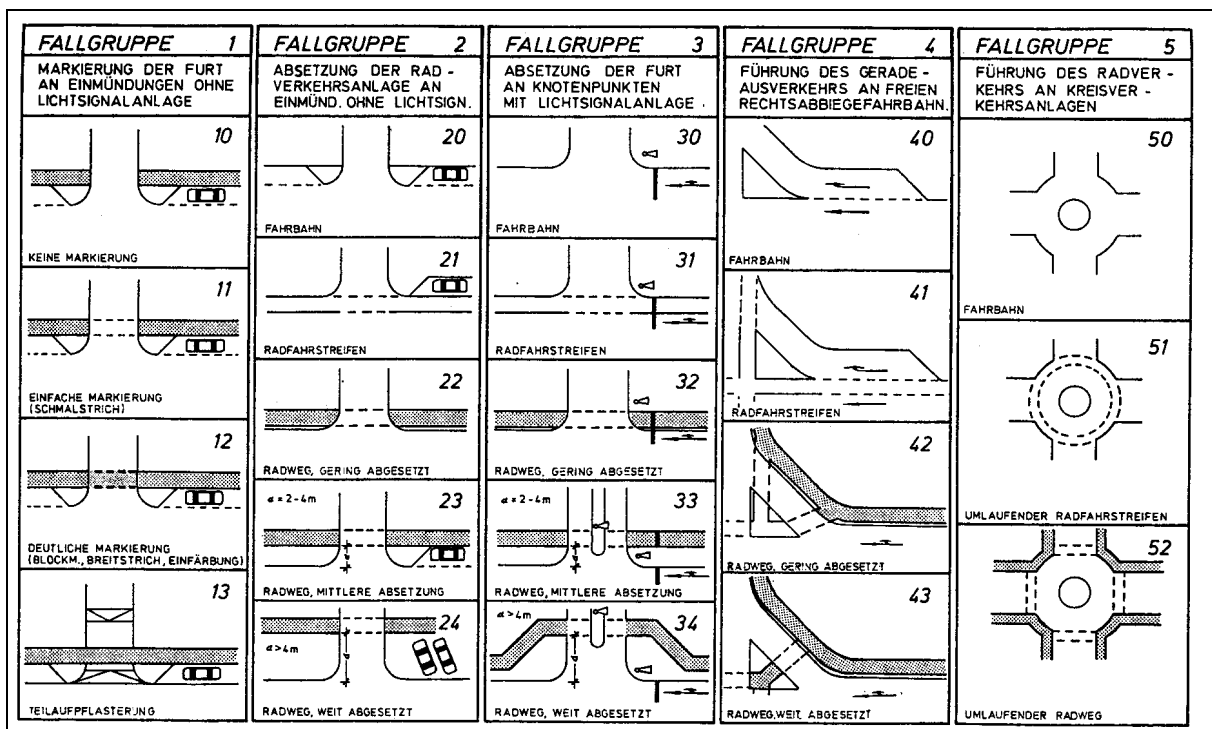 FALLGRUPPE 1
MARKIERUNG DER FURT
AN EINMÜNDUNGEN OHNE
LICHTSIGNALANLAGE
10
KEINE MARKIERUNG
11
EINFACHE MARKIERUNG
(SCHMALSTRICH)
12
DEUTLICHE MARKIERUNG
(BLOCKM., BREITSTRICH, EINFÄRBUNG)
13
TEILAUFPFLASTERUNG
FALLGRUPPE 2
ABSETZUNG DER RAD -
VERKEHRSANLAGE AN
EINMÜND. OHNE LICHTSIGN.
20
FAHRBAHN
21
RADFAHRSTREIFEN
22
RADWEG, GERING ABGESETZT
a = 2 - 4m
23
a
RADWEG, MITTLERE ABSETZUNG
24
a>4m
a
RADWEG, WEIT ABGESETZT
FALLGRUPPE 3
ABSETZUNG DER FURT
AN KNOTENPUNKTEN
MIT LICHTSIGNALANLAGE .
30
FAHRBAHN
31
RADFAHRSTREIFEN
32
RADWEG, GERING ABGESETZT
a = 2 - 4m
33
a
RADWEG, MITTLERE ABSETZUNG
a>4m
34
a
RADWEG, WEIT ABGESETZT
FALLGRUPPE 4
FÜHRUNG DES GERADE -
AUSVERKEHRS AN FREIEN
RECHTSABBIEGEFAHRBAHN.
40
FAHRBAHN
41
RADFAHRSTREIFEN
42
RADWEG, GERING ABGESETZT
43
RADWEG,WEIT ABGESETZT
FALLGRUPPE 5
FÜHRUNG DES RADVER -
KEHRS AN KREISVER -
KEHRSANLAGEN
50
FAHRBAHN
51
UMLAUFENDER RADFAHRSTREIFEN
52
UMLAUFENDER RADWEG